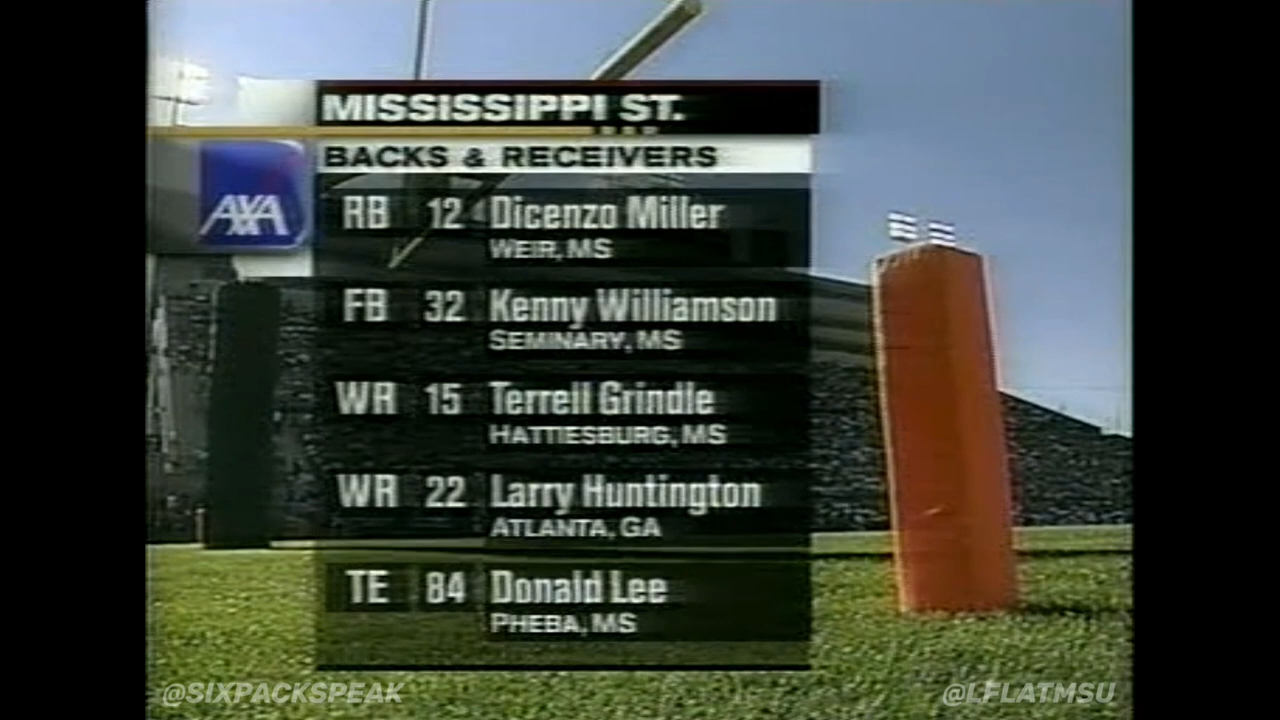 MISSISSIPPI ST.
BACKS & RECEIVERS
AXA
RB 12 Dicenzo Miller
WEIR, MS
FB 32 Kenny Williamson
SEMINARY, MS
WR 15 Terrell Grindle
HATTIESBURG, MS
WR 22 Larry Huntington
ATLANTA, GA
TE 84 Donald Lee
PHEBA, MS
@SIXPACKSPEAK
@LFLATMSU